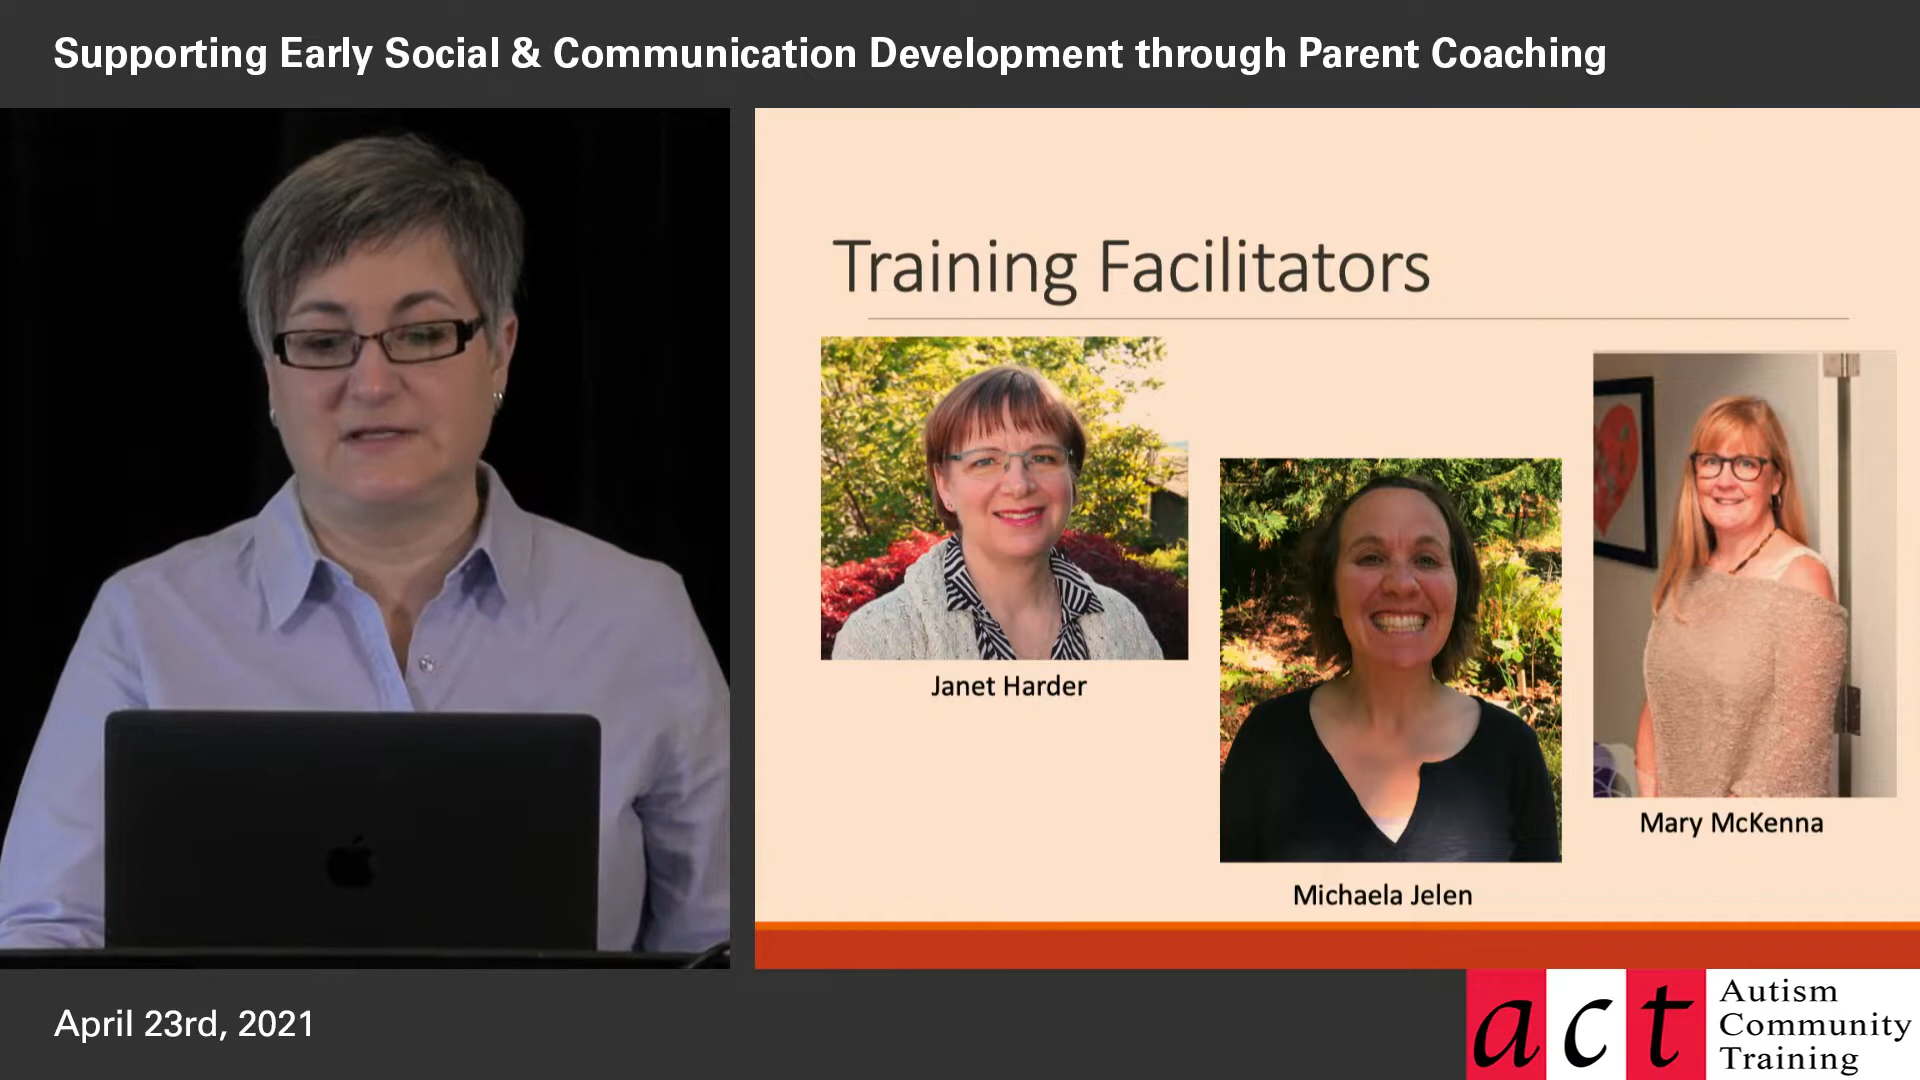 Supporting Early Social & Communication Development through Parent Coaching
Training Facilitators
Janet Harder
Michaela Jelen
Mary McKenna
April 23rd, 2021
act
Autism
Community
Training